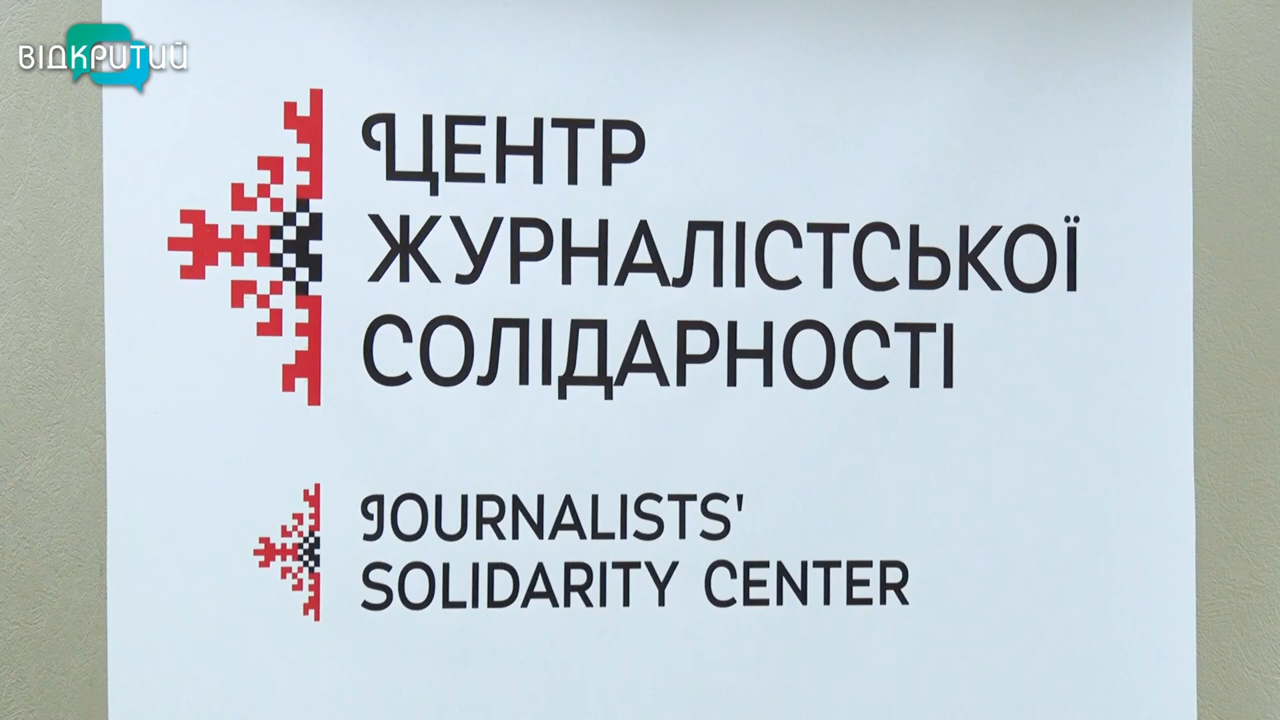 ВІДКРИТИЙ
ЦЕНТР
ЖУРНАЛІСТСЬКОЇ
СОЛІДАРНОСТІ
JOURNALISTS'
SOLIDARITY CENTER